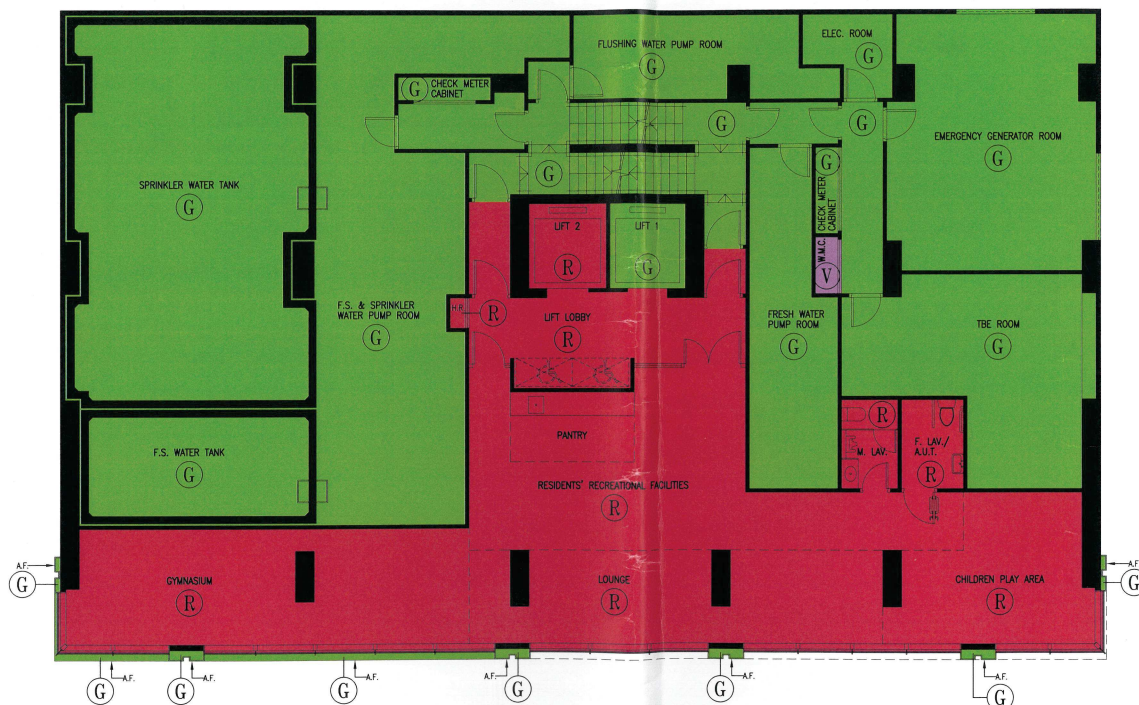 ELEC. ROOM
G
FLUSHING WATER PUMP ROOM
G
G
CHECK METER
CABINET
G
G
EMERGENCY GENERATOR ROOM
G
SPRINKLER WATER TANK
G
G
G
CHECK METER
CABINET
LIFT 2
R
LIFT 1
G
W.M.C.
V
F.S. & SPRINKLER
WATER PUMP ROOM
G
H.R.
R
LIFT LOBBY
R
FRESH WATER
PUMP ROOM
G
TBE ROOM
G
R
M. LAV.
F. LAV./
A.U.T.
R
PANTRY
F.S. WATER TANK
G
RESIDENTS' RECREATIONAL FACILITIES
R
A.F.
G
GYMNASIUM
R
LOUNGE
R
CHILDREN PLAY AREA
R
A.F.
G
A.F.
G
A.F.
G
A.F.
G
A.F.
G
A.F.
G
A.F.
G